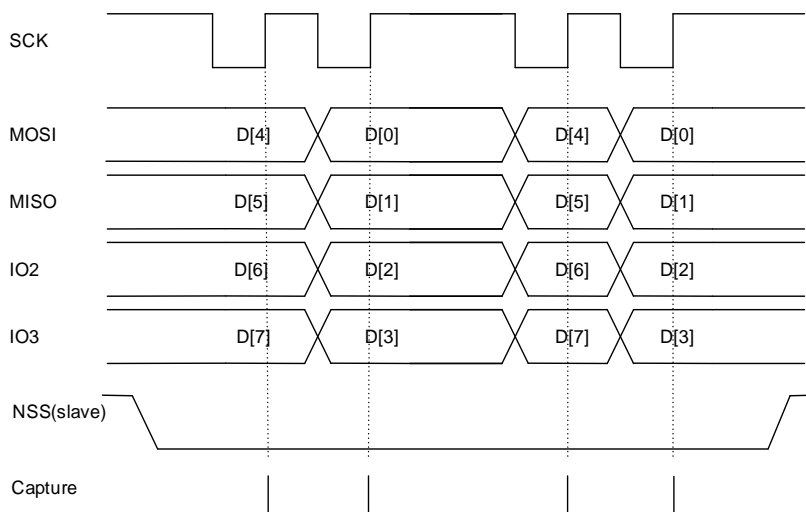 SCK
MOSI D[4] D[0] D[4] D[0]
MISO D[5] D[1] D[5] D[1]
IO2 D[6] D[2] D[6] D[2]
IO3 D[7] D[3] D[7] D[3]
NSS(slave)
Capture